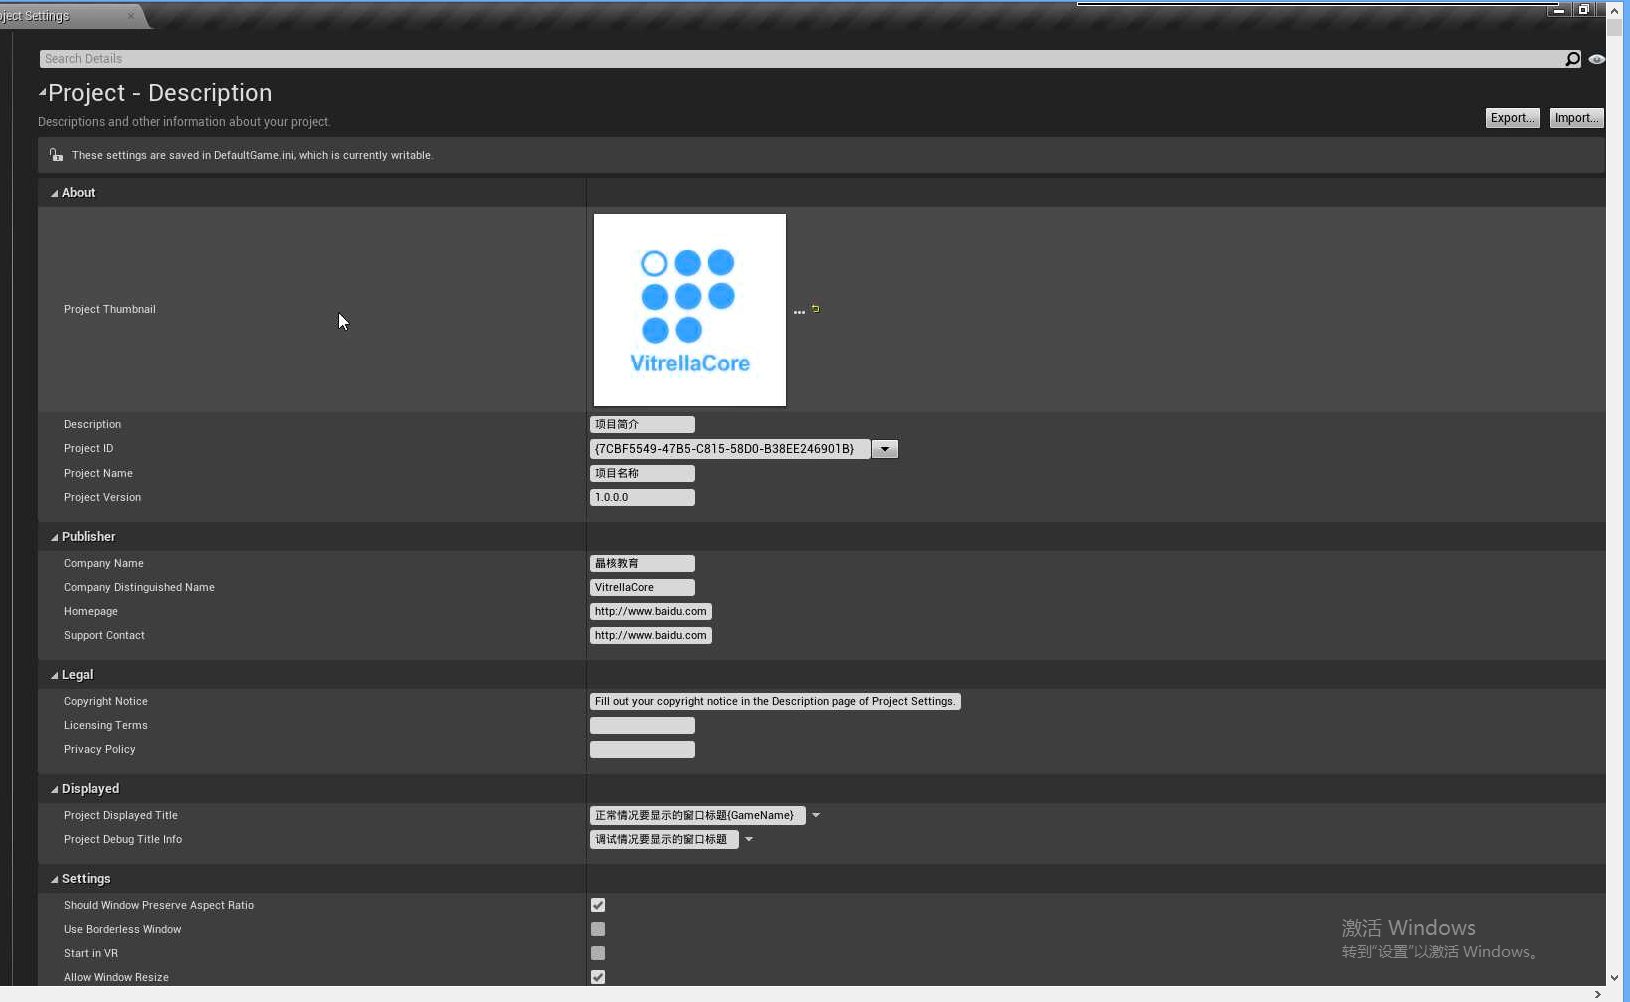 ject Settings
Search Details
Project - Description
Descriptions and other information about your project.
Export...
Import...
These settings are saved in DefaultGame.ini, which is currently writable.
About
Project Thumbnail
VitrellaCore
...
Description
项目简介
Project ID
{7CBF5549-47B5-C815-58D0-B38EE246901B}
Project Name
项目名称
Project Version
1.0.0.0
Publisher
Company Name
晶核教育
Company Distinguished Name
VitrellaCore
Homepage
http://www.baidu.com
Support Contact
http://www.baidu.com
Legal
Copyright Notice
Fill out your copyright notice in the Description page of Project Settings.
Licensing Terms
Privacy Policy
Displayed
Project Displayed Title
正常情况要显示的窗口标题{GameName}
Project Debug Title Info
调试情况要显示的窗口标题
Settings
Should Window Preserve Aspect Ratio
Use Borderless Window
Start in VR
Allow Window Resize
激活 Windows
转到“设置”以激活 Windows。